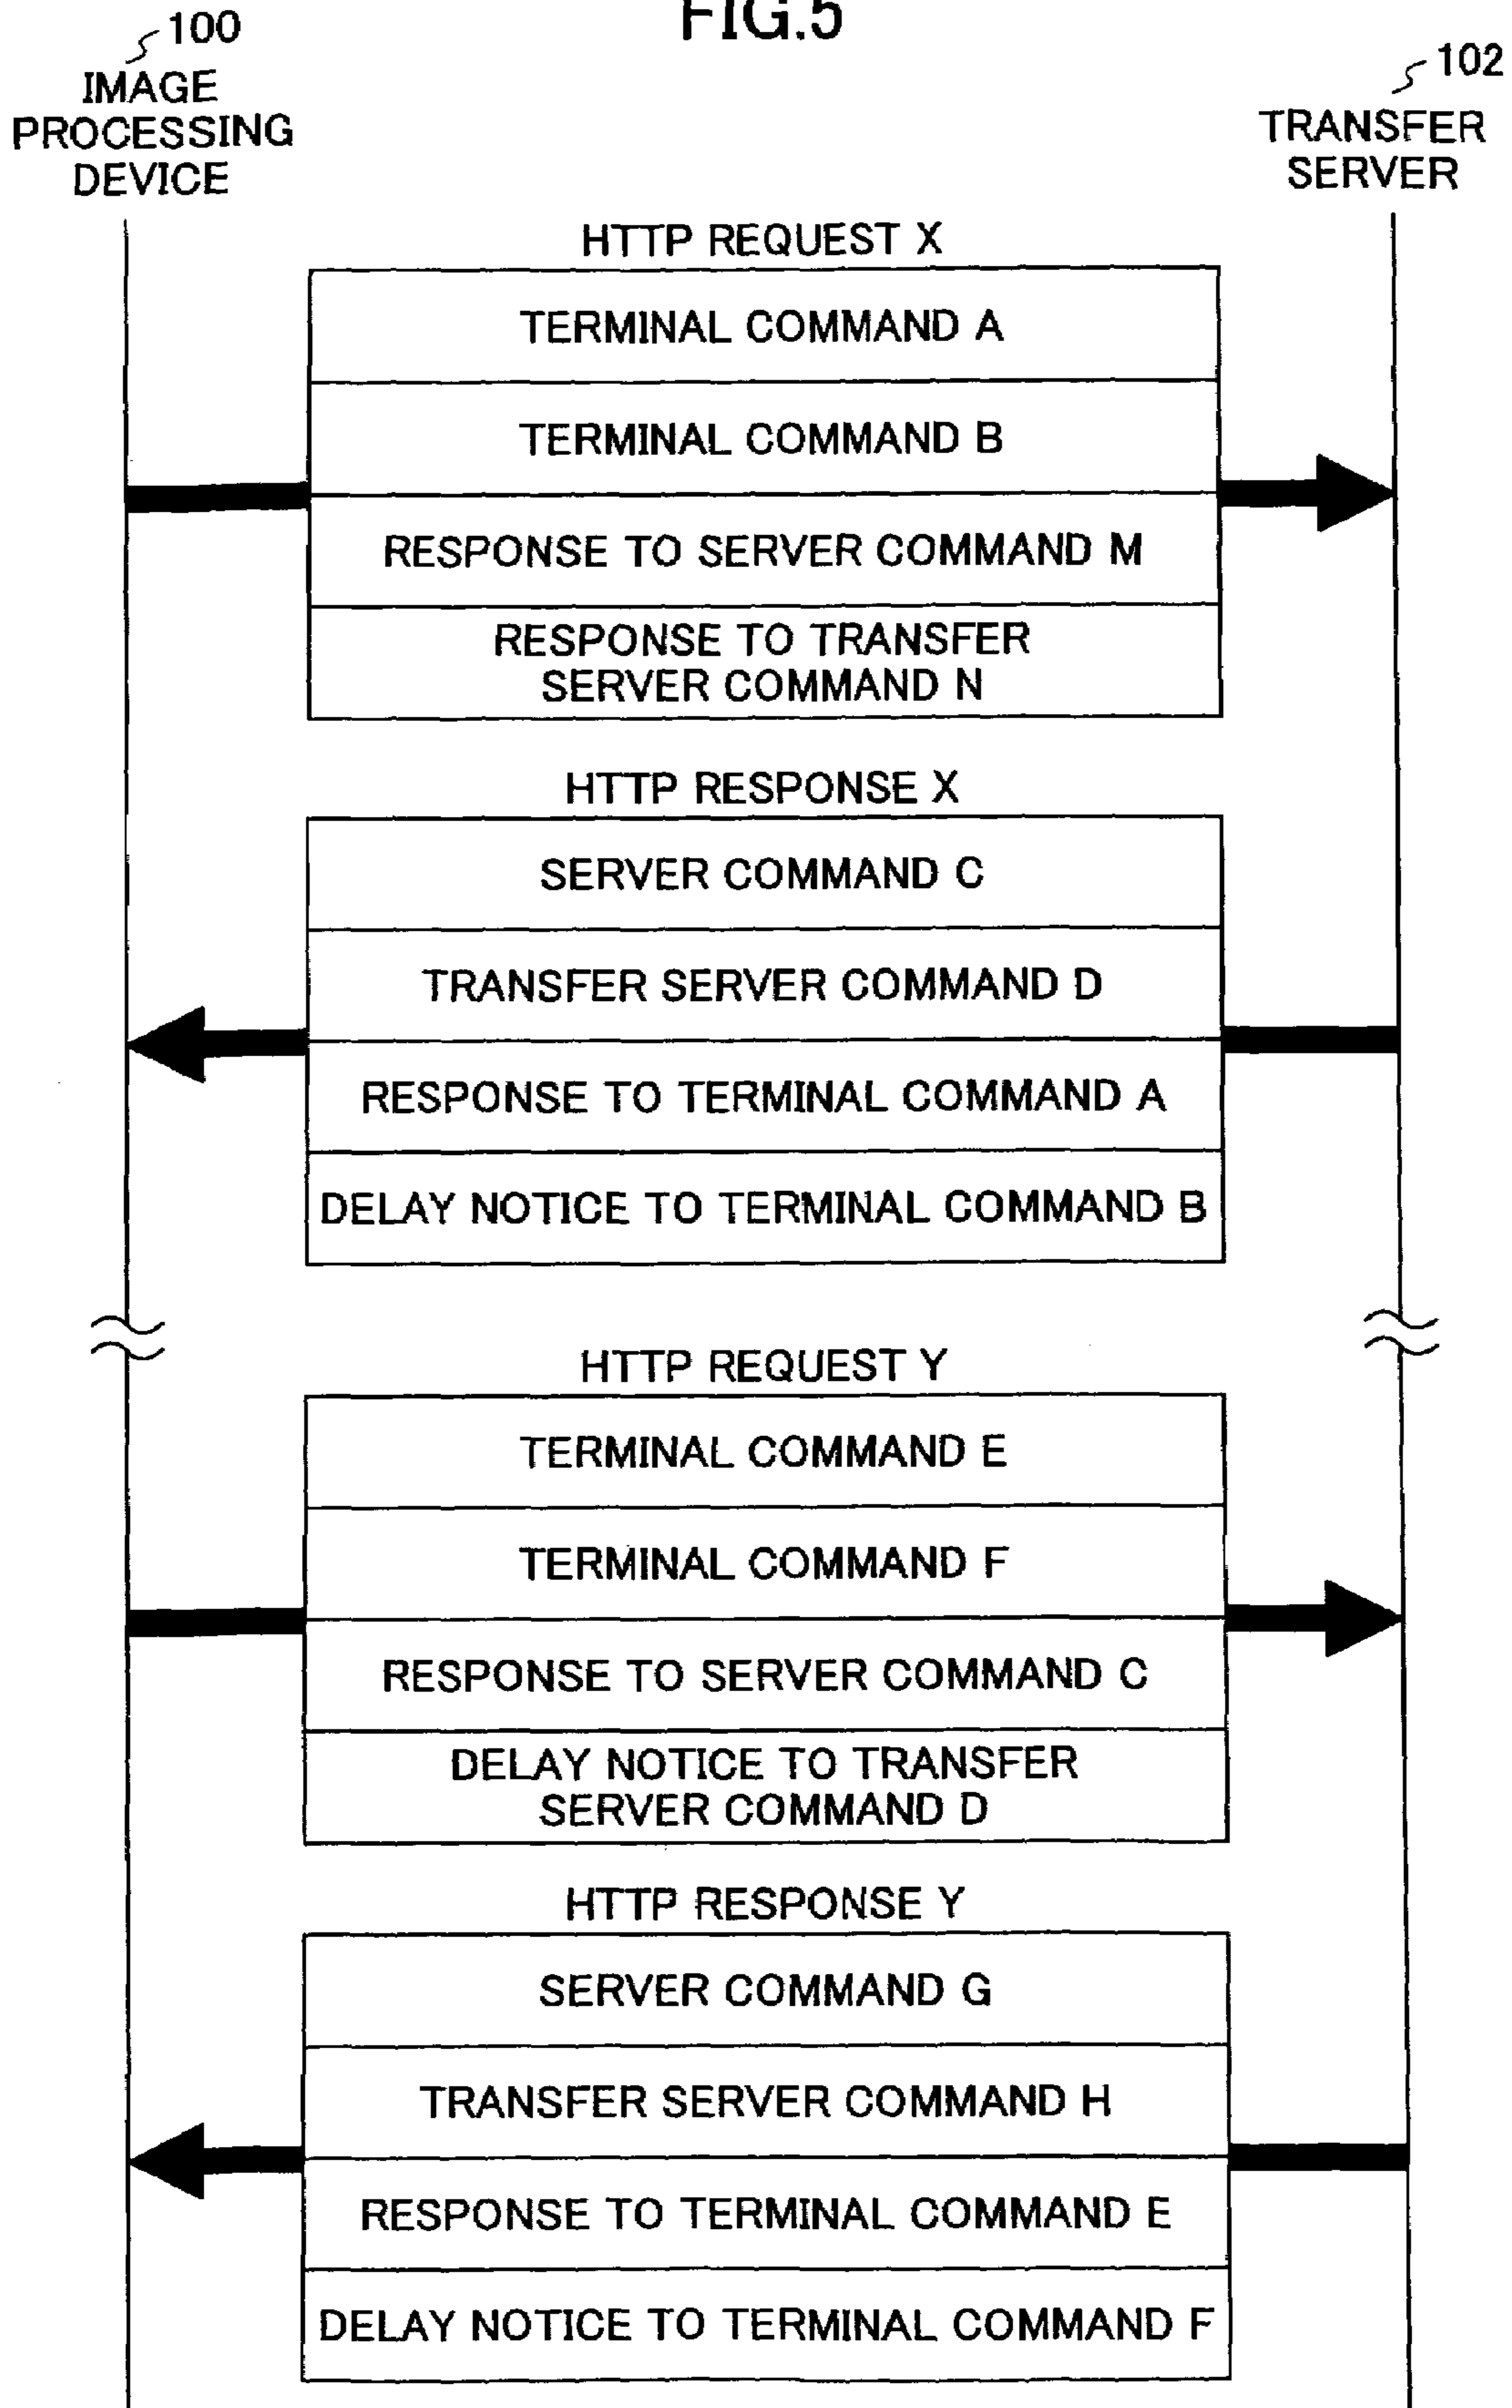 FIG.5
100
IMAGE
PROCESSING
DEVICE
102
TRANSFER
SERVER
HTTP REQUEST X
TERMINAL COMMAND A
TERMINAL COMMAND B
RESPONSE TO SERVER COMMAND M
RESPONSE TO TRANSFER
SERVER COMMAND N
HTTP RESPONSE X
SERVER COMMAND C
TRANSFER SERVER COMMAND D
RESPONSE TO TERMINAL COMMAND A
DELAY NOTICE TO TERMINAL COMMAND B
HTTP REQUEST Y
TERMINAL COMMAND E
TERMINAL COMMAND F
RESPONSE TO SERVER COMMAND C
DELAY NOTICE TO TRANSFER
SERVER COMMAND D
HTTP RESPONSE Y
SERVER COMMAND G
TRANSFER SERVER COMMAND H
RESPONSE TO TERMINAL COMMAND E
DELAY NOTICE TO TERMINAL COMMAND F